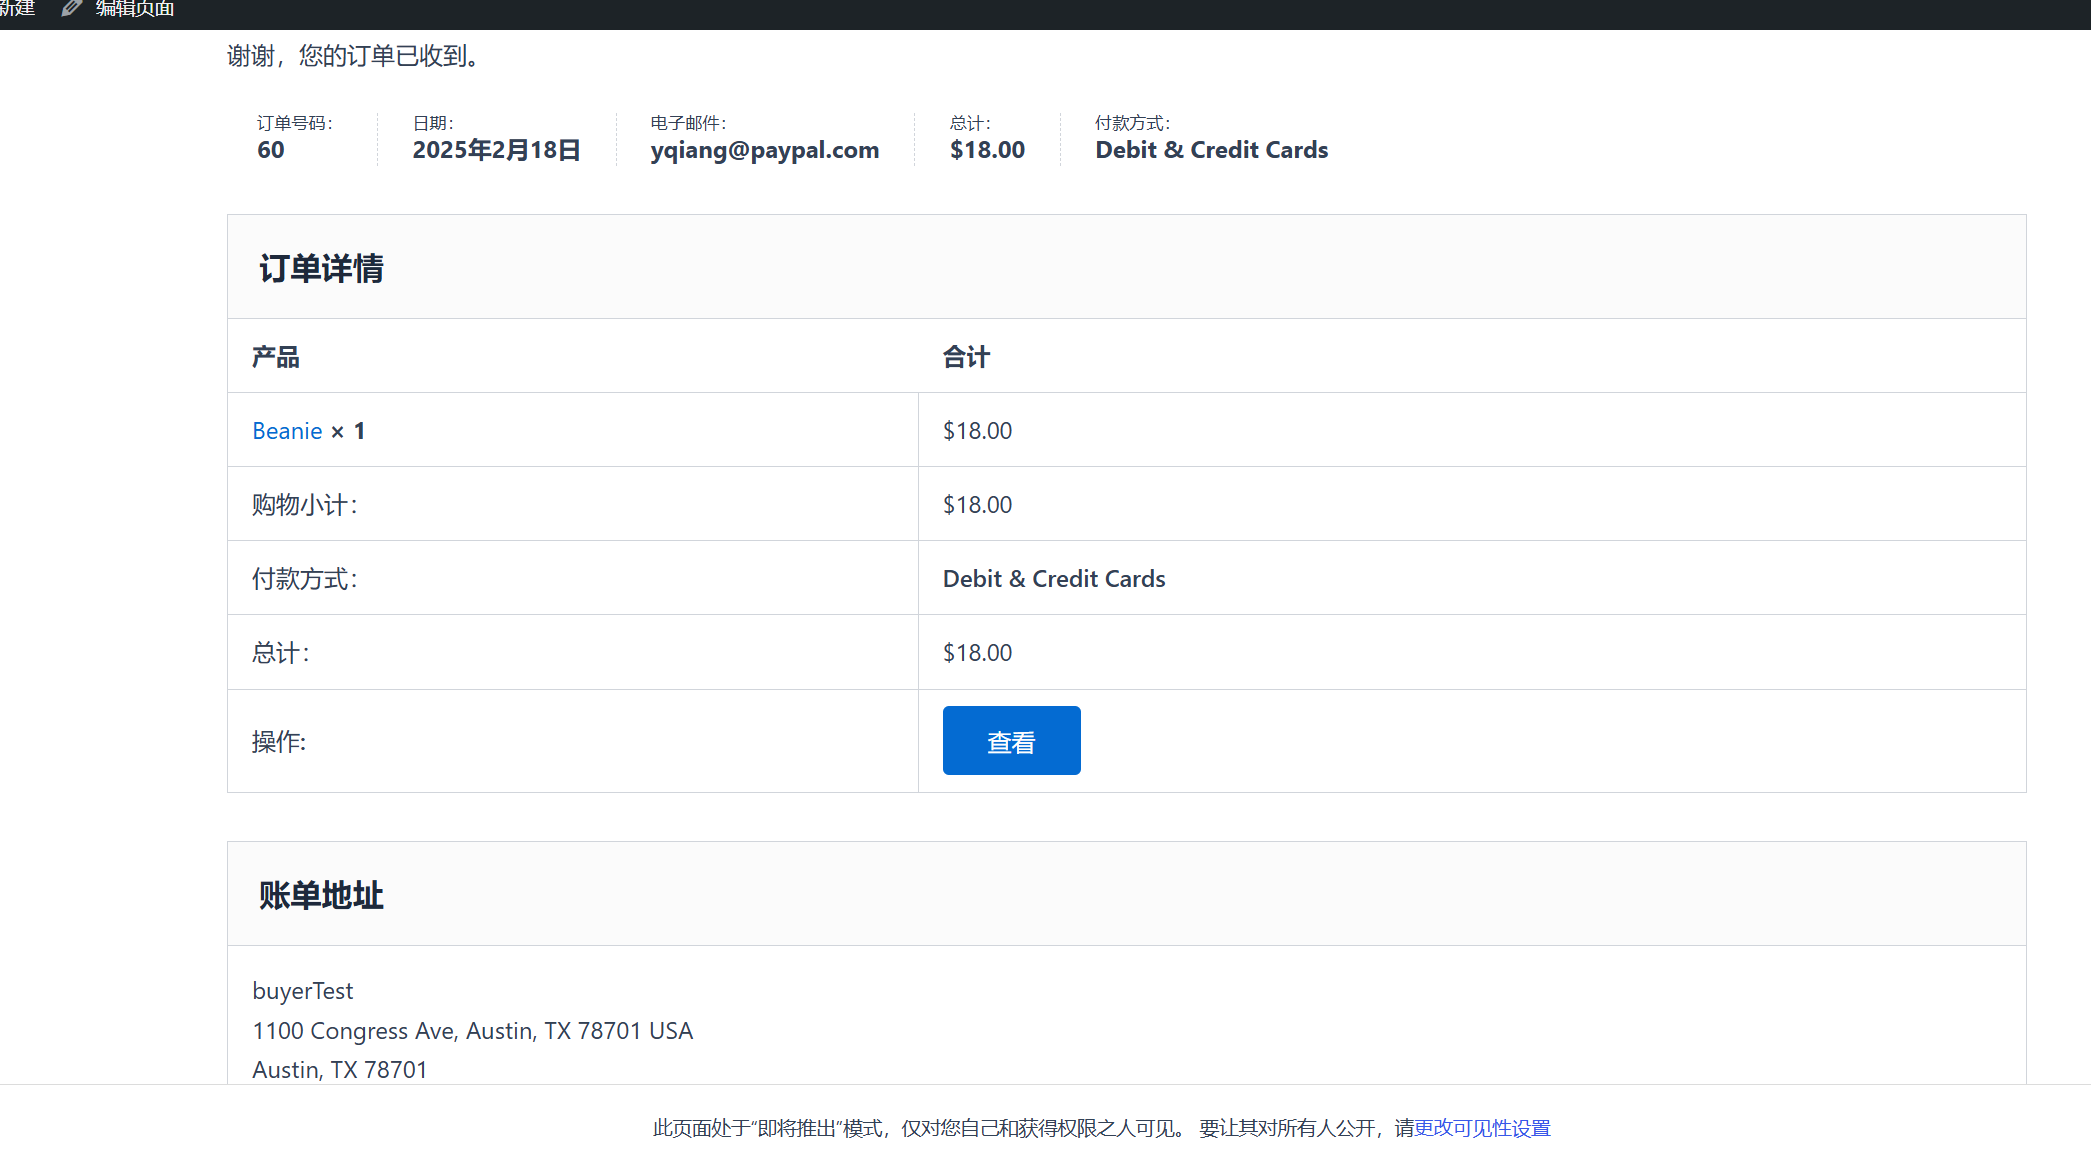 新建 编辑页面
谢谢，您的订单已收到。
订单号码： 日期： 电子邮件： 总计： 付款方式：
60 2025年2月18日 yqiang@paypal.com $18.00 Debit & Credit Cards
订单详情
产品 合计
Beanie × 1 $18.00
购物小计： $18.00
付款方式： Debit & Credit Cards
总计： $18.00
操作: 查看
账单地址
buyerTest
1100 Congress Ave, Austin, TX 78701 USA
Austin, TX 78701
此页面处于“即将推出”模式，仅对您自己和获得权限之人可见。 要让其对所有人公开，请更改可见性设置